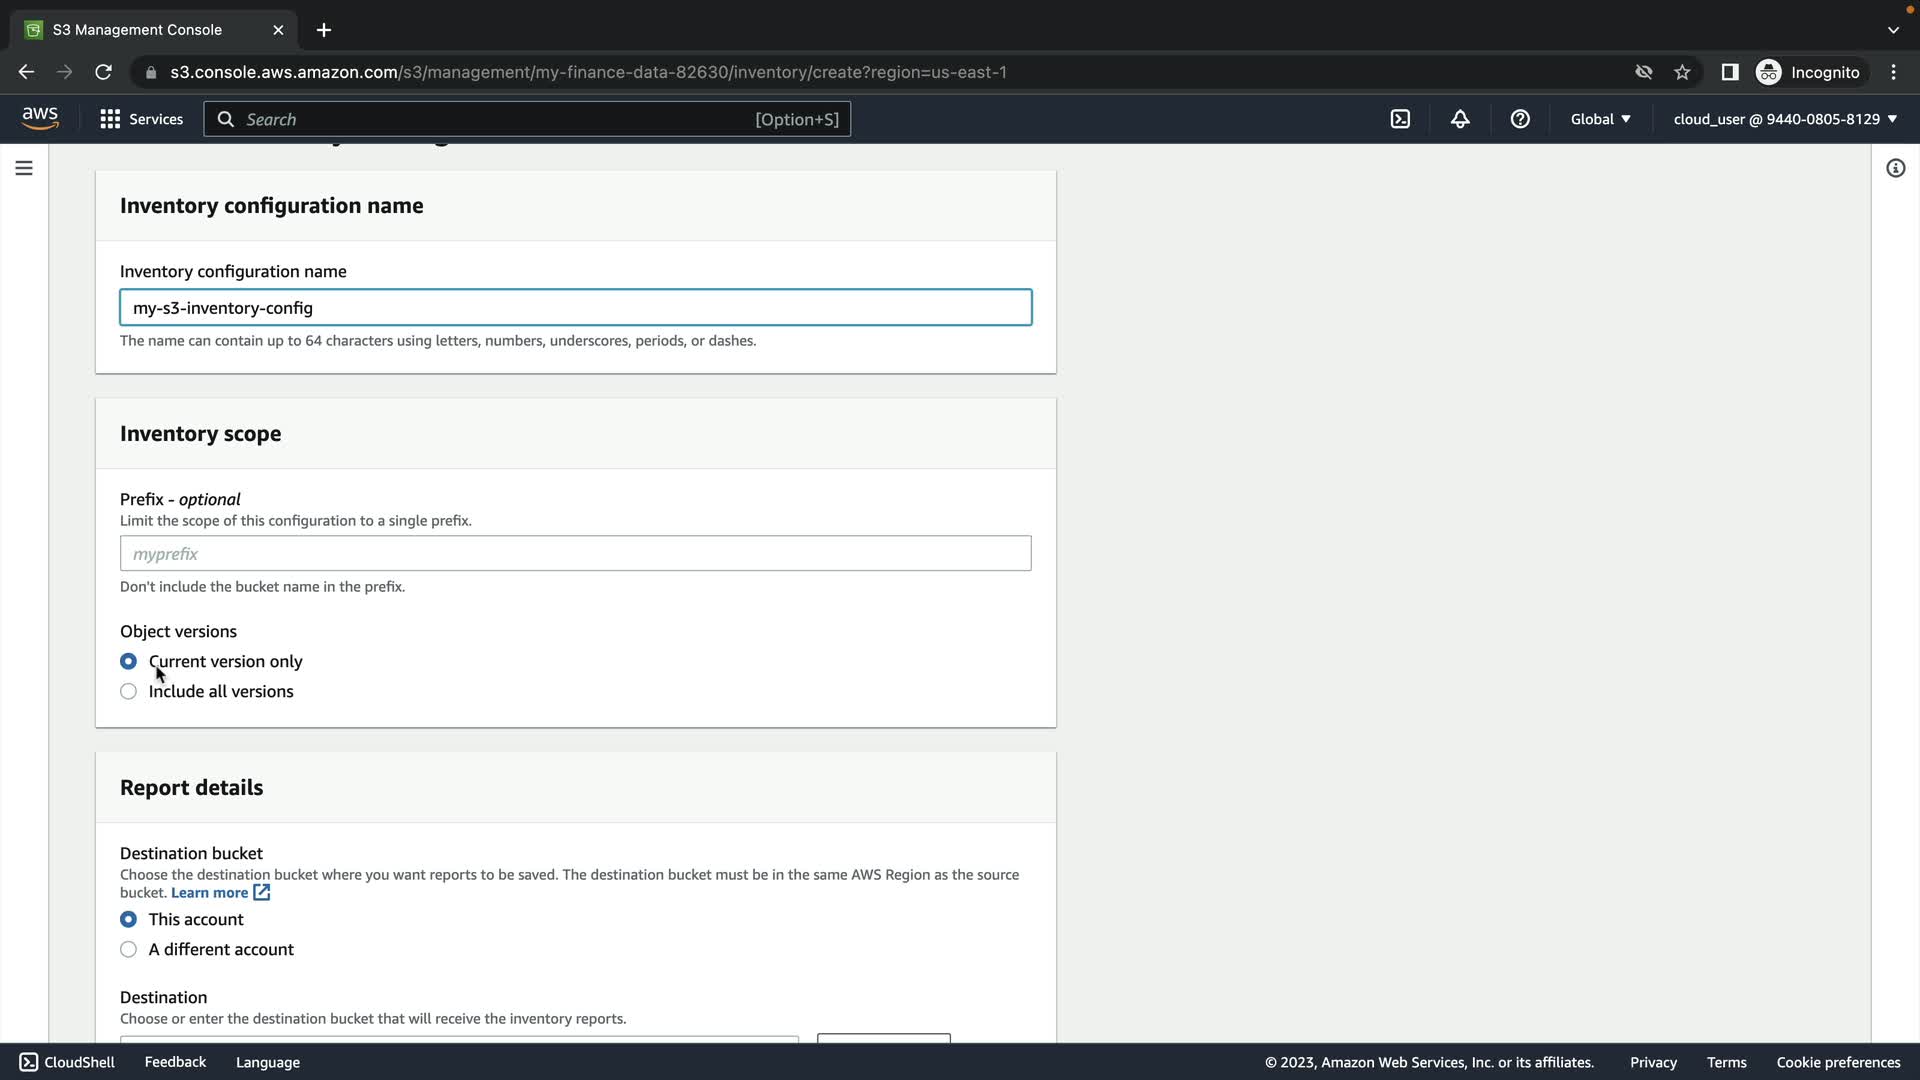 S3 Management Console
s3.console.aws.amazon.com/s3/management/my-finance-data-82630/inventory/create?region=us-east-1
Incognito
aws
Services
Search
[Option+S]
Global
cloud_user @ 9440-0805-8129
Inventory configuration name
Inventory configuration name
my-s3-inventory-config
The name can contain up to 64 characters using letters, numbers, underscores, periods, or dashes.
Inventory scope
Prefix - optional
Limit the scope of this configuration to a single prefix.
myprefix
Don't include the bucket name in the prefix.
Object versions
Current version only
Include all versions
Report details
Destination bucket
Choose the destination bucket where you want reports to be saved. The destination bucket must be in the same AWS Region as the source
bucket. Learn more
This account
A different account
Destination
Choose or enter the destination bucket that will receive the inventory reports.
CloudShell
Feedback
Language
© 2023, Amazon Web Services, Inc. or its affiliates.
Privacy
Terms
Cookie preferences